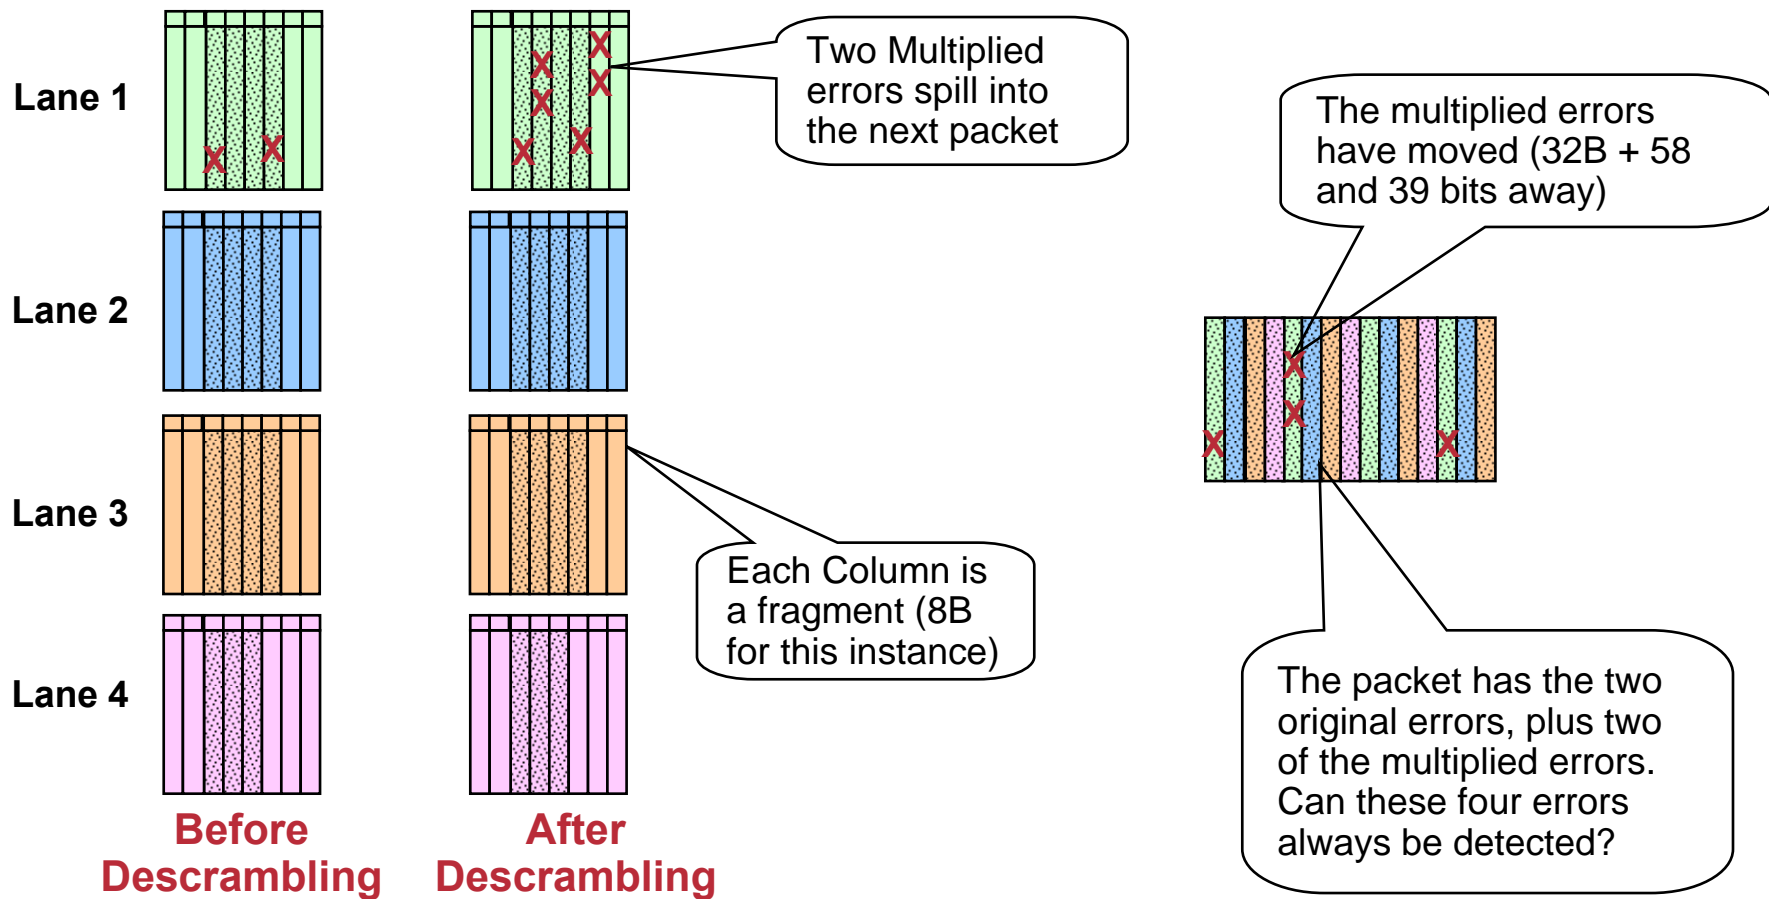 Lane 1
Lane 2
Lane 3
Lane 4
Before
Descrambling
After
Descrambling
Two Multiplied
errors spill into
the next packet
Each Column is
a fragment (8B
for this instance)
The multiplied errors
have moved (32B + 58
and 39 bits away)
The packet has the two
original errors, plus two
of the multiplied errors.
Can these four errors
always be detected?
X
X
X
X
X
X
X
X
X
X
X
X